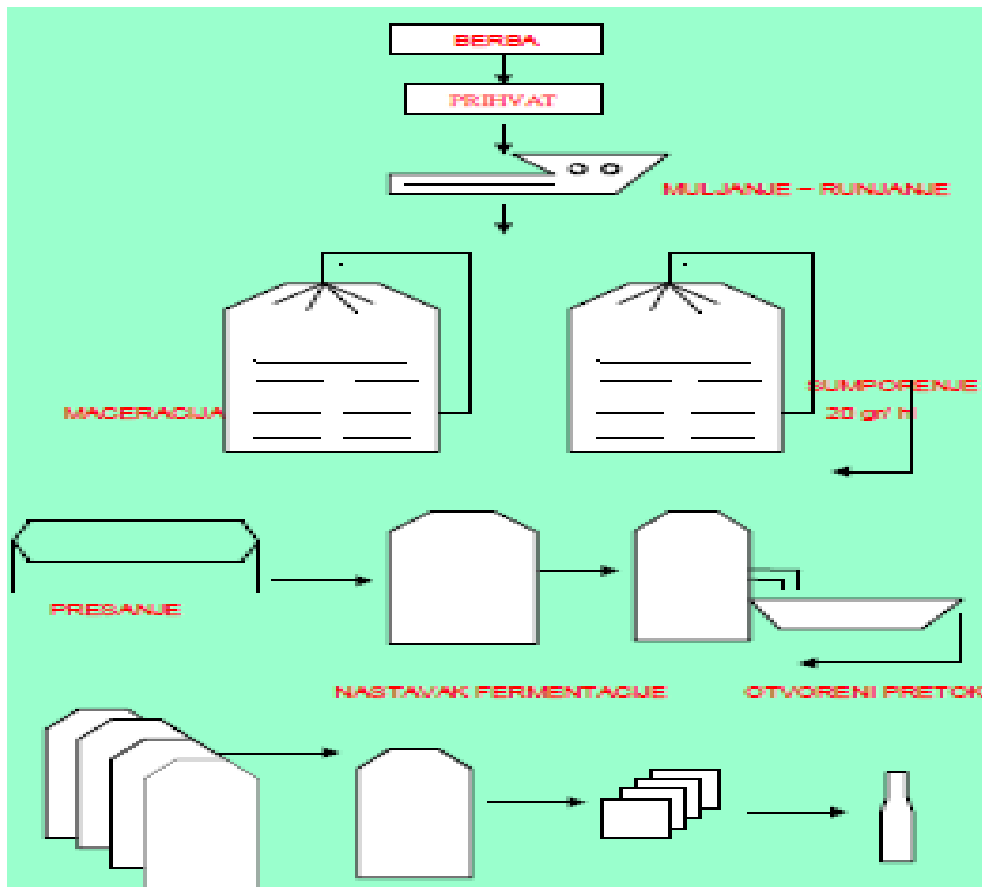 BERBA
PRIHVAT
MULJANJE – RUNJANJE
MACERACIJA
SUMPORENJE
20 gr/ hl
PRESANJE
NASTAVAK FERMENTACIJE
OTVORENI PRETOK